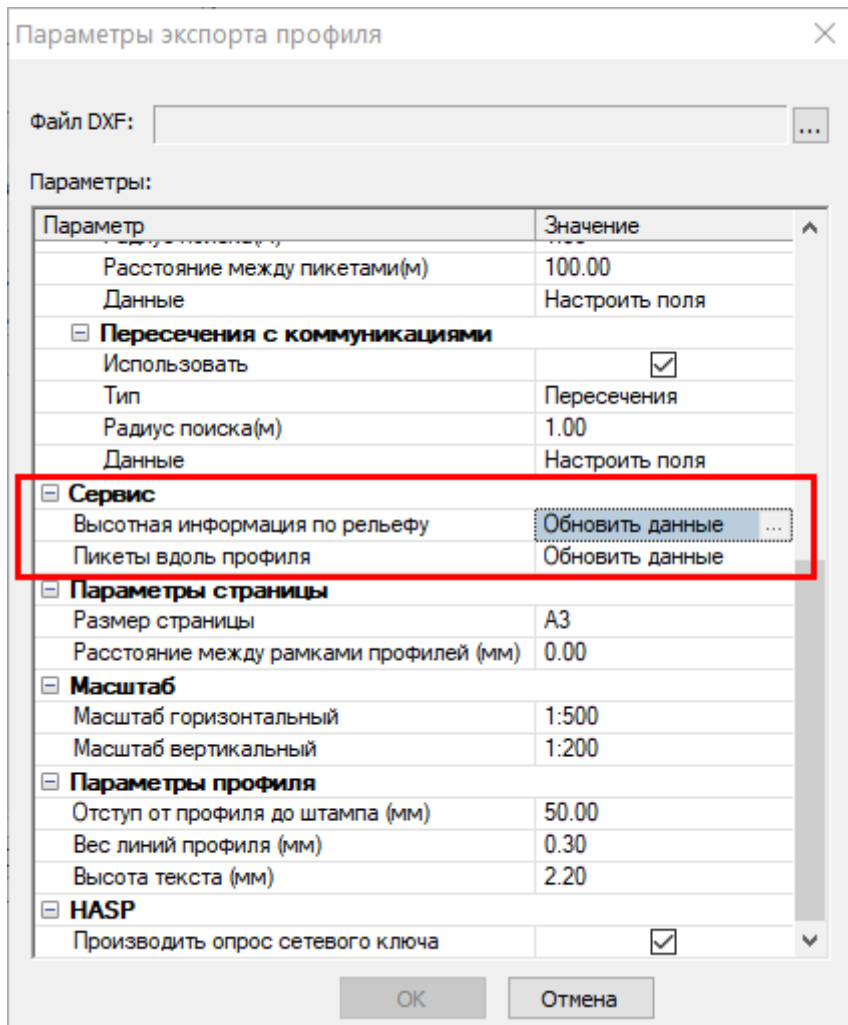 Параметры экспорта профиля
Файл DXF: ...
Параметры:
Параметр Значение
Расстояние между пикетами(м) 100.00
Данные Настроить поля
Пересечения с коммуникациями
Использовать
Тип Пересечения
Радиус поиска(м) 1.00
Данные Настроить поля
Сервис
Высотная информация по рельефу Обновить данные ...
Пикеты вдоль профиля Обновить данные
Параметры страницы
Размер страницы A3
Расстояние между рамками профилей (мм) 0.00
Масштаб
Масштаб горизонтальный 1:500
Масштаб вертикальный 1:200
Параметры профиля
Отступ от профиля до штампа (мм) 50.00
Вес линий профиля (мм) 0.30
Высота текста (мм) 2.20
HASP
Производить опрос сетевого ключа
OK Отмена